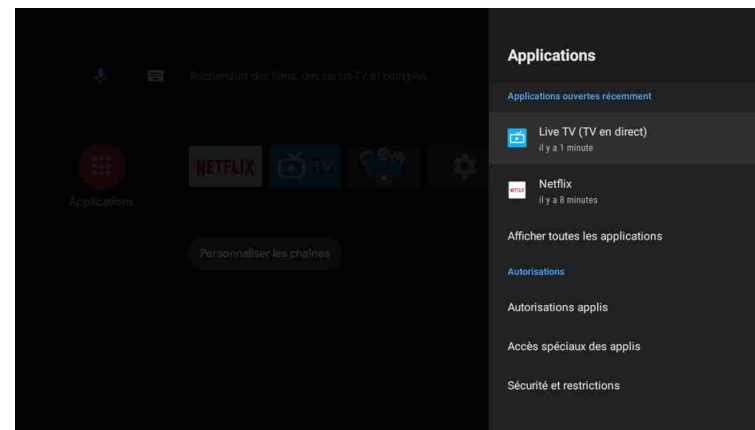 Rechercher des films, des séries TV et bien plus
NETFLIX
TV
Applications
Personnaliser les chaînes
Applications
Applications ouvertes récemment
Live TV (TV en direct)
il y a 1 minute
NETFLIX
Netflix
il y a 8 minutes
Afficher toutes les applications
Autorisations
Autorisations applis
Accès spéciaux des applis
Sécurité et restrictions